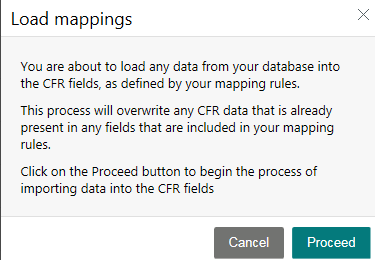 Load mappings
You are about to load any data from your database into
the CFR fields, as defined by your mapping rules.
This process will overwrite any CFR data that is already
present in any fields that are included in your mapping
rules.
Click on the Proceed button to begin the process of
importing data into the CFR fields
Cancel
Proceed